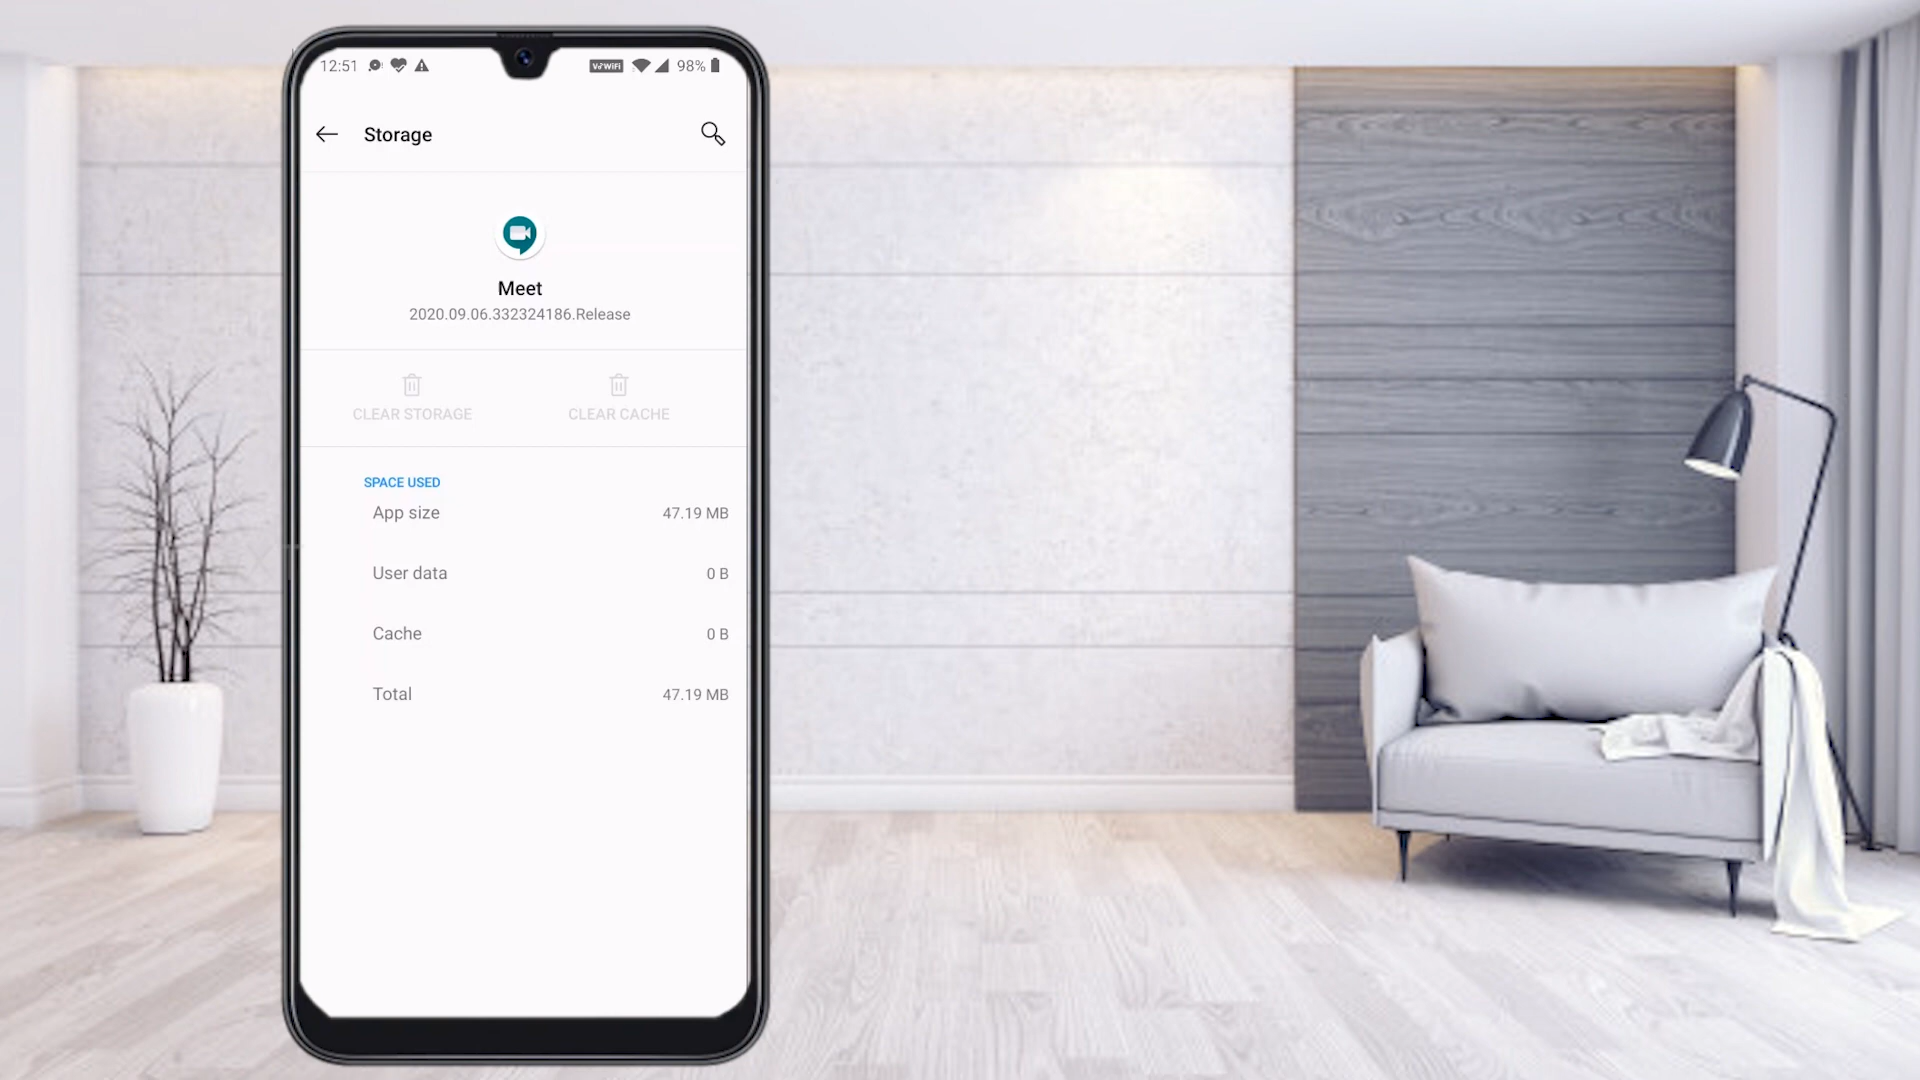 12:51 VoWiFi 98%
Storage
Meet
2020.09.06.332324186.Release
CLEAR STORAGE CLEAR CACHE
SPACE USED
App size 47.19 MB
User data 0 B
Cache 0 B
Total 47.19 MB